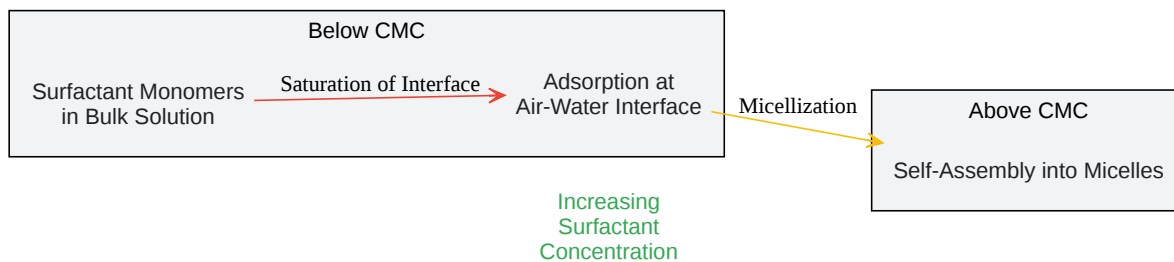 Below CMC
Surfactant Monomers
in Bulk Solution
Saturation of Interface
Adsorption at
Air-Water Interface
Micellization
Above CMC
Self-Assembly into Micelles
Increasing
Surfactant
Concentration